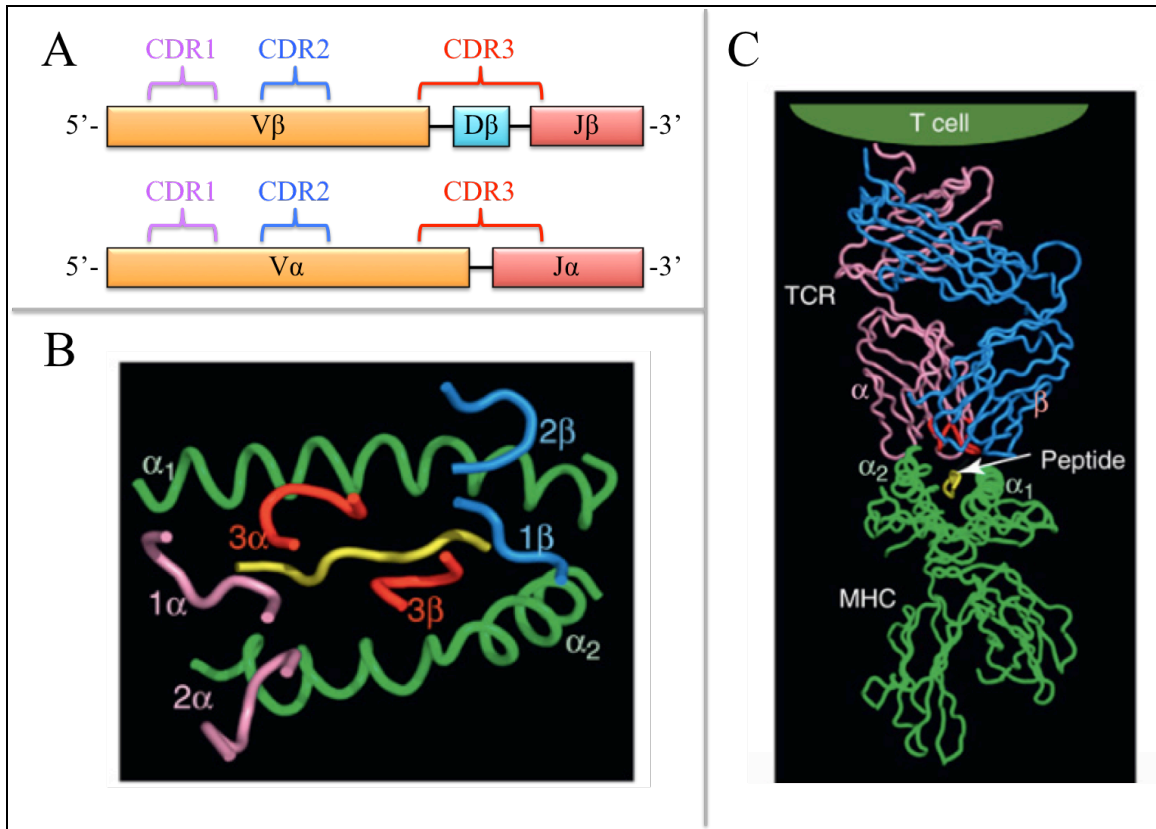 A
CDR1 CDR2 CDR3
5’- Vβ Dβ Jβ -3’
CDR1 CDR2 CDR3
5’- Vα Jα -3’
B
α1
2β
3α
1β
1α
3β
α2
2α
C
T cell
TCR
α
β
α2
Peptide
α1
MHC